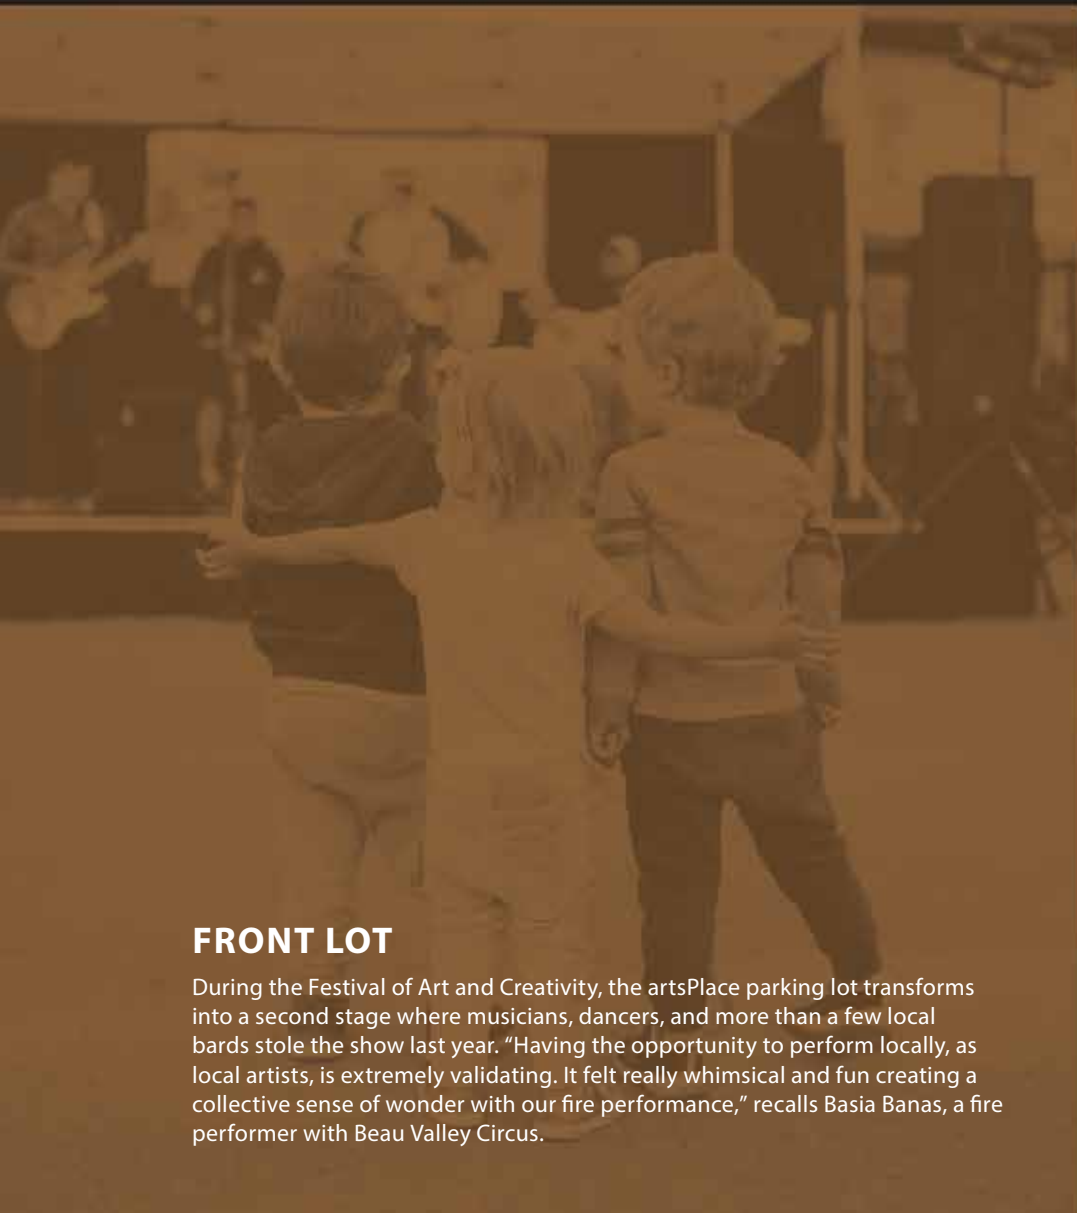 FRONT LOT
During the Festival of Art and Creativity, the artsPlace parking lot transforms
into a second stage where musicians, dancers, and more than a few local
bards stole the show last year. “Having the opportunity to perform locally, as
local artists, is extremely validating. It felt really whimsical and fun creating a
collective sense of wonder with our fire performance,” recalls Basia Banas, a fire
performer with Beau Valley Circus.